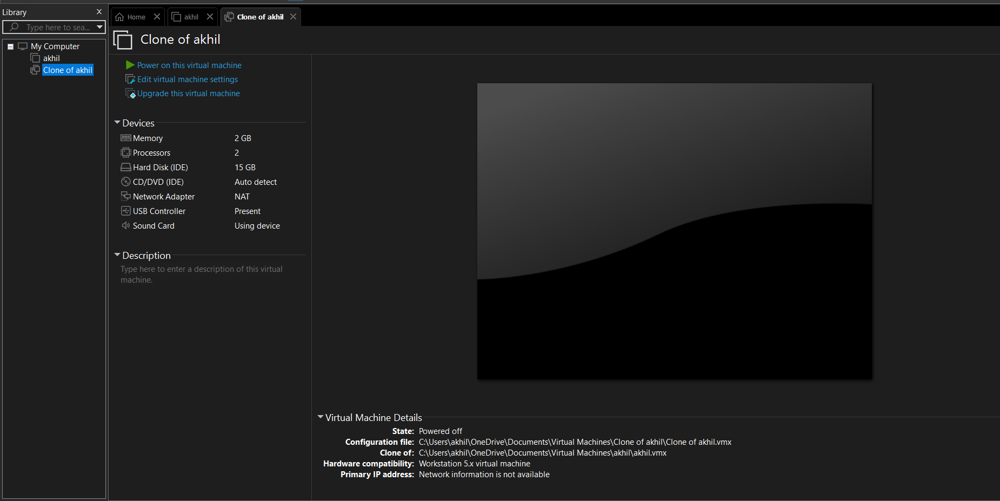 Library
Type here to sea...
My Computer
akhil
Clone of akhil
Home
akhil
Clone of akhil
Clone of akhil
Power on this virtual machine
Edit virtual machine settings
Upgrade this virtual machine
Devices
Memory 2 GB
Processors 2
Hard Disk (IDE) 15 GB
CD/DVD (IDE) Auto detect
Network Adapter NAT
USB Controller Present
Sound Card Using device
Description
Type here to enter a description of this virtual
machine.
Virtual Machine Details
State: Powered off
Configuration file: C:\Users\akhil\OneDrive\Documents\Virtual Machines\Clone of akhil\Clone of akhil.vmx
Clone of: C:\Users\akhil\OneDrive\Documents\Virtual Machines\akhil\akhil.vmx
Hardware compatibility: Workstation 5.x virtual machine
Primary IP address: Network information is not available